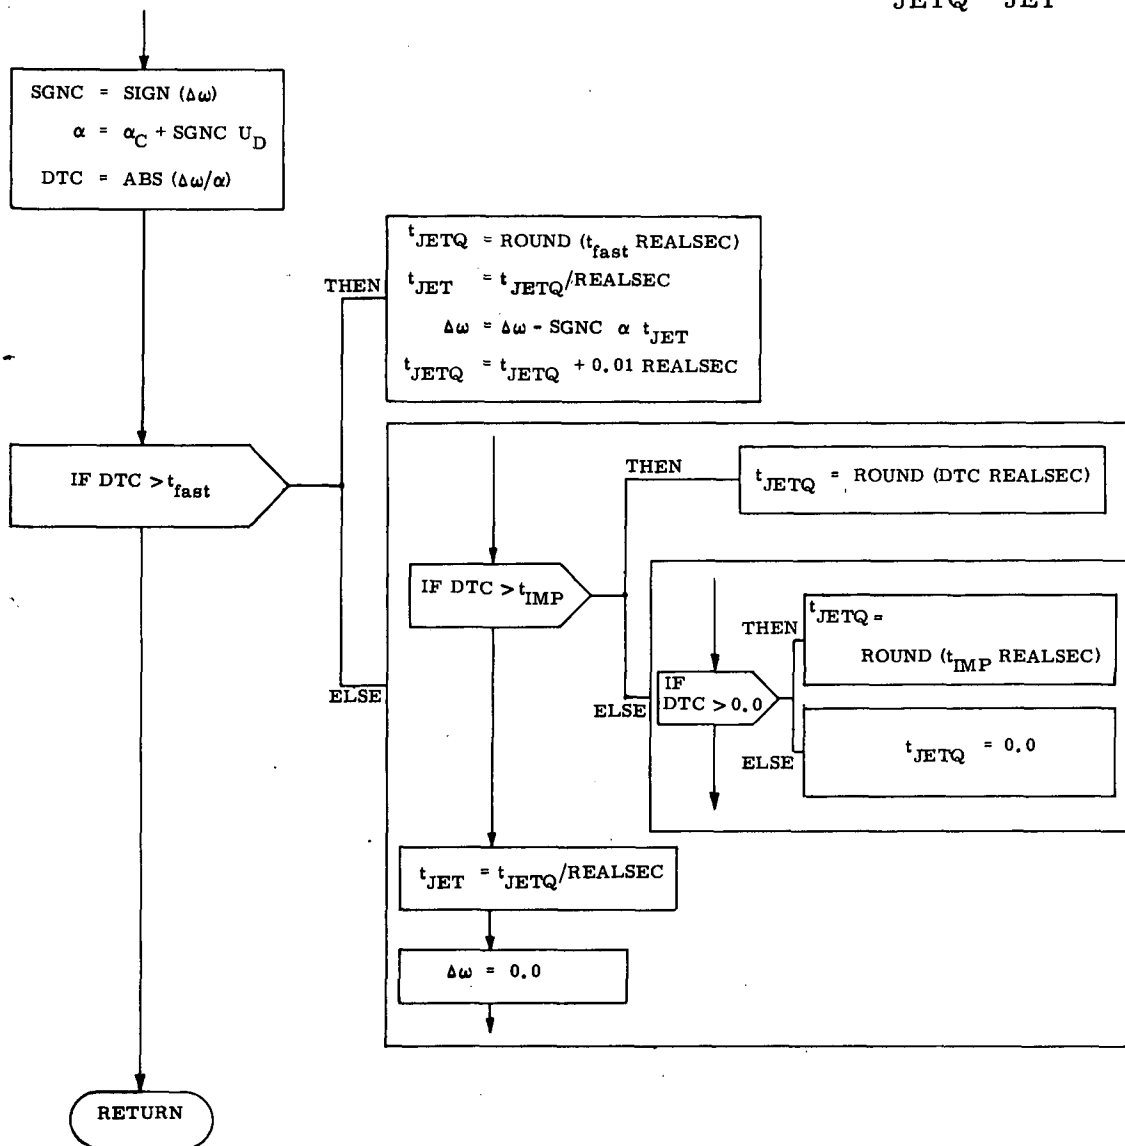 JETQ JET
SGNC = SIGN (Δω)
α = α_C + SGNC U_D
DTC = ABS (Δω/α)
t_JETQ = ROUND (t_fast REALSEC)
THEN
t_JET = t_JETQ/REALSEC
Δω = Δω - SGNC α t_JET
t_JETQ = t_JETQ + 0.01 REALSEC
IF DTC > t_fast
THEN
t_JETQ = ROUND (DTC REALSEC)
IF DTC > t_IMP
THEN
t_JETQ =
ROUND (t_IMP REALSEC)
ELSE
ELSE
IF
DTC > 0.0
ELSE
t_JETQ = 0.0
t_JET = t_JETQ/REALSEC
Δω = 0.0
RETURN